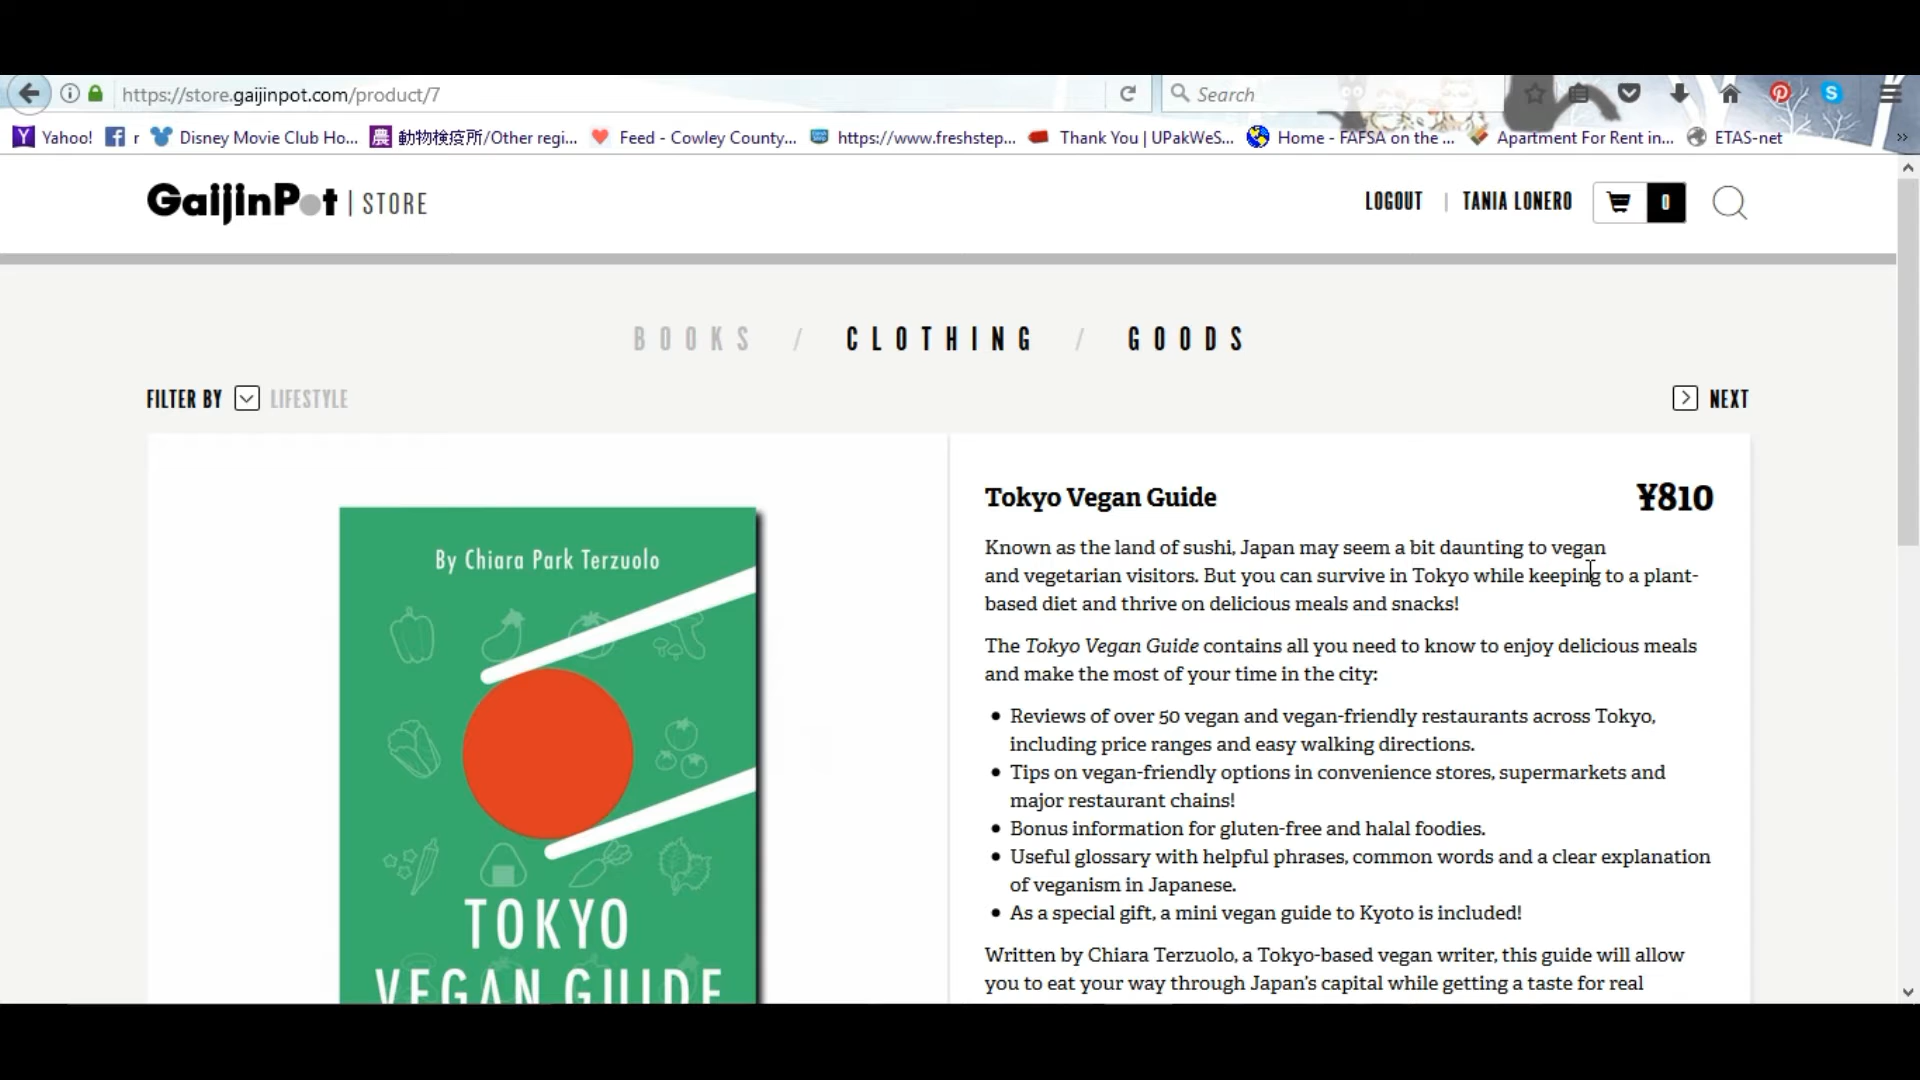 https://store.gaijinpot.com/product/7
Search
Yahoo!
r
Disney Movie Club Ho...
動物検疫所/Other regi...
Feed - Cowley County...
https://www.freshstep...
Thank You | UPakWeS...
Home - FAFSA on the ...
Apartment For Rent in...
ETAS-net
GaijinPot | STORE
LOGOUT | TANIA LONERO
0
BOOKS / CLOTHING / GOODS
FILTER BY LIFESTYLE
NEXT
By Chiara Park Terzuolo
TOKYO
VEGAN GUIDE
Tokyo Vegan Guide
¥810
Known as the land of sushi, Japan may seem a bit daunting to vegan
and vegetarian visitors. But you can survive in Tokyo while keeping to a plant-
based diet and thrive on delicious meals and snacks!
The Tokyo Vegan Guide contains all you need to know to enjoy delicious meals
and make the most of your time in the city:
• Reviews of over 50 vegan and vegan-friendly restaurants across Tokyo,
including price ranges and easy walking directions.
• Tips on vegan-friendly options in convenience stores, supermarkets and
major restaurant chains!
• Bonus information for gluten-free and halal foodies.
• Useful glossary with helpful phrases, common words and a clear explanation
of veganism in Japanese.
• As a special gift, a mini vegan guide to Kyoto is included!
Written by Chiara Terzuolo, a Tokyo-based vegan writer, this guide will allow
you to eat your way through Japan's capital while getting a taste for real